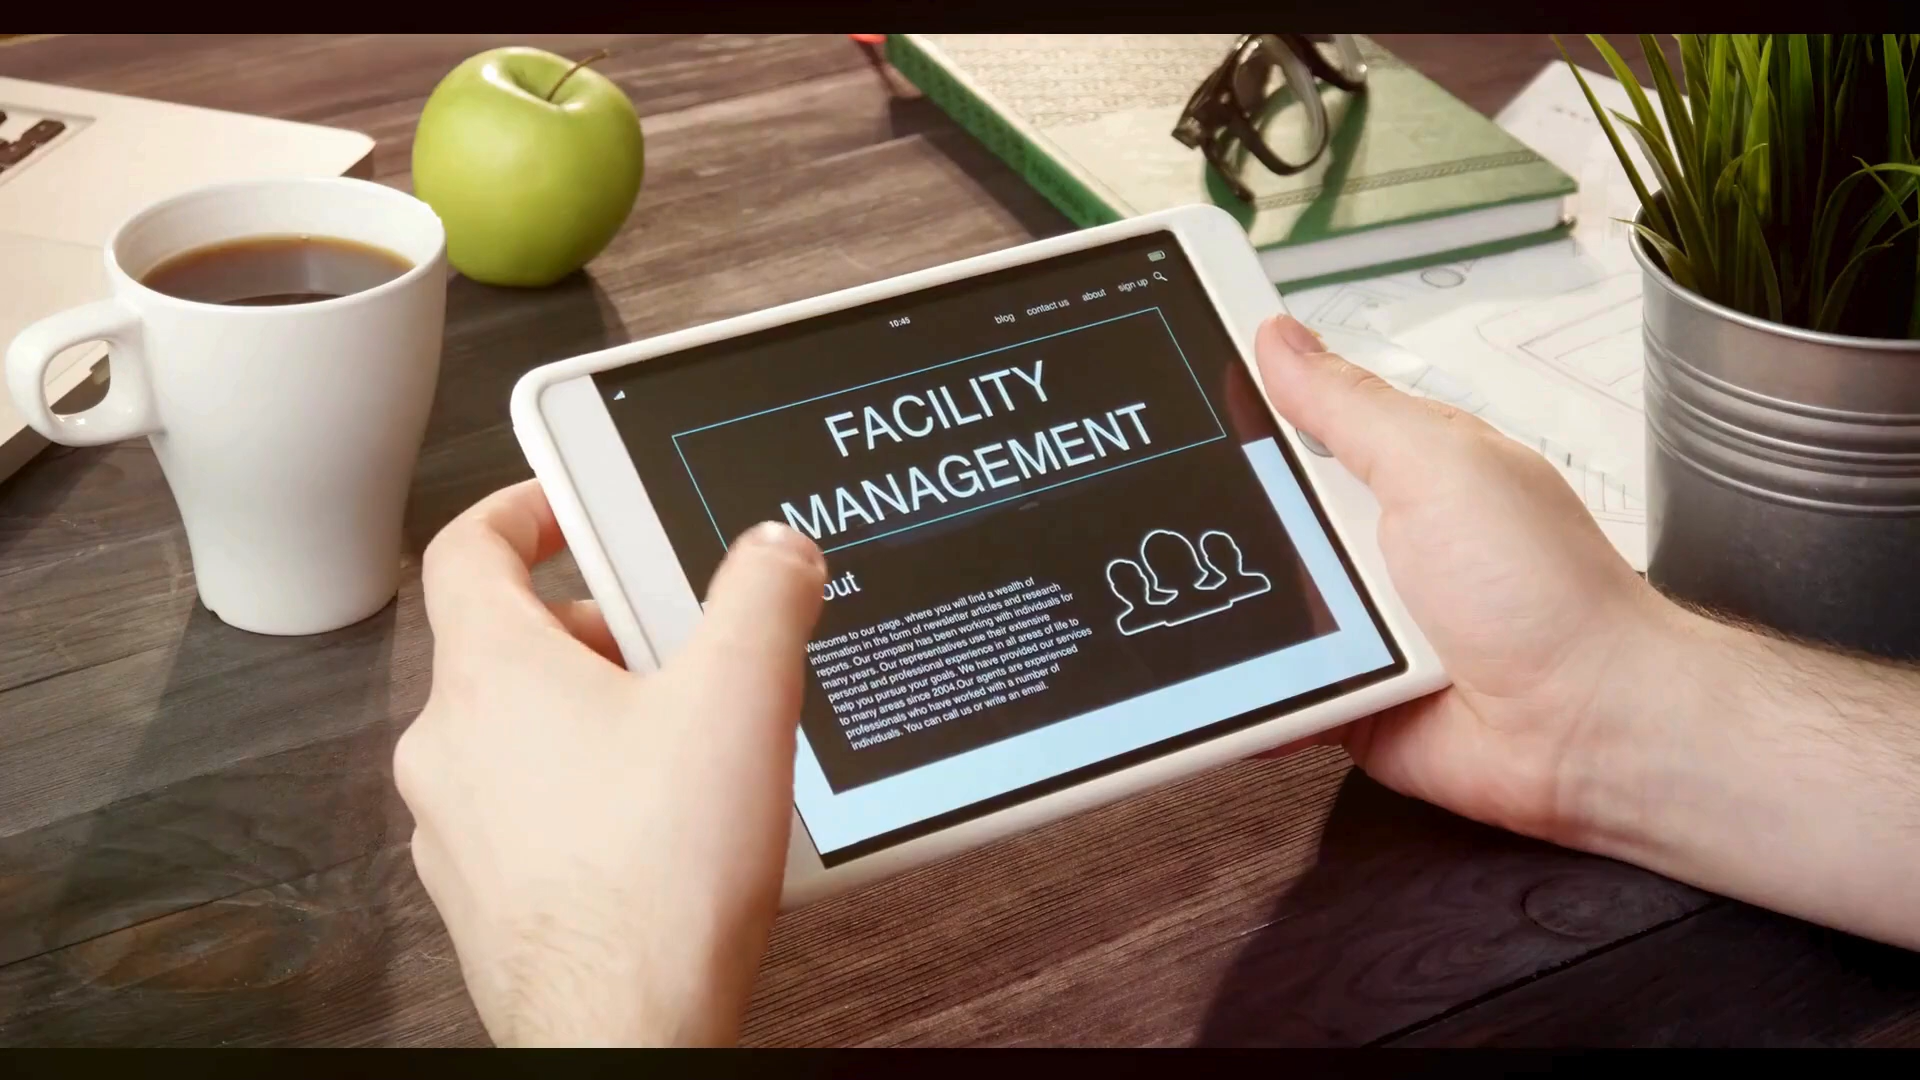 10:45
blog contact us about sign up
FACILITY
MANAGEMENT
out
Welcome to our page, where you will find a wealth of
information in the form of newsletter articles and research
reports. Our company has been working with individuals for
many years. Our representatives use their extensive
personal and professional experience in all areas of life to
help you pursue your goals. We have provided our services
to many areas since 2004.Our agents are experienced
professionals who have worked with a number of
individuals. You can call us or write an email.